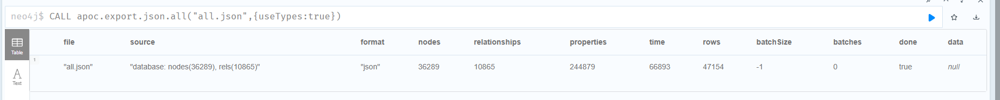 neo4j$ CALL apoc.export.json.all("all.json",{useTypes:true})
file source format nodes relationships properties time rows batchSize batches done data
Table
1
"all.json" "database: nodes(36289), rels(10865)" "json" 36289 10865 244879 66893 47154 -1 0 true null
A
Text